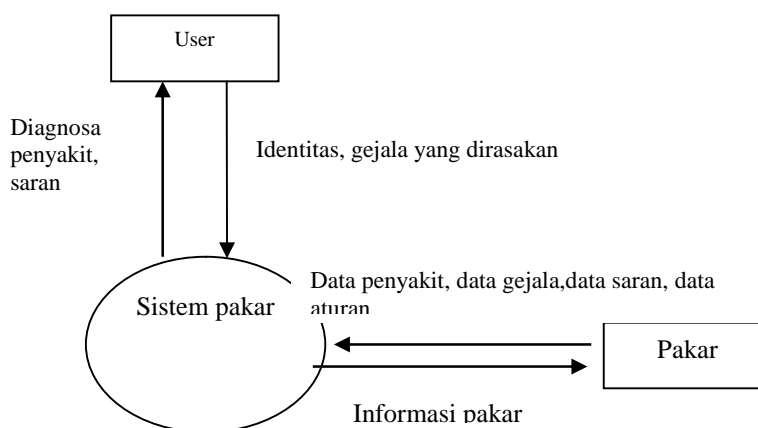 User
Diagnosa
penyakit,
saran
Identitas, gejala yang dirasakan
Data penyakit, data gejala,data saran, data
aturan
Sistem pakar
Pakar
Informasi pakar